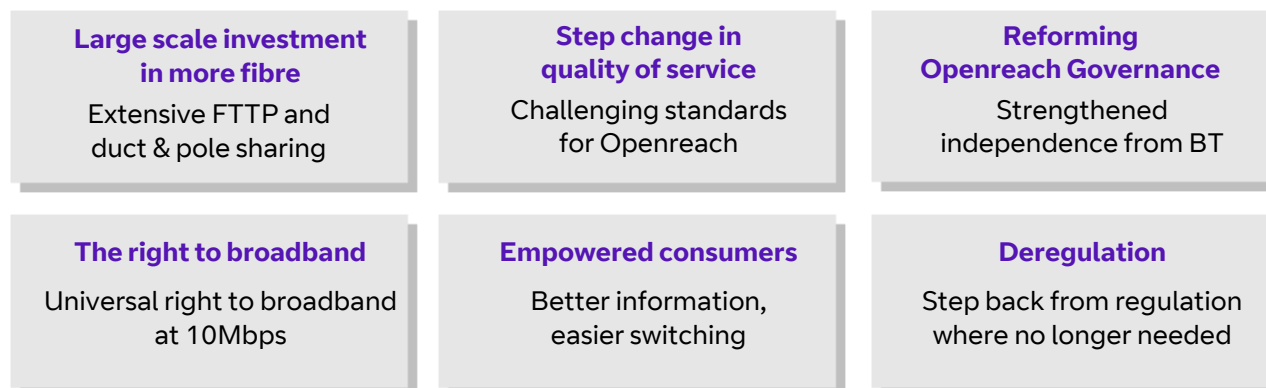 Large scale investment
in more fibre
Extensive FTTP and
duct & pole sharing
Step change in
quality of service
Challenging standards
for Openreach
Reforming
Openreach Governance
Strengthened
independence from BT
The right to broadband
Universal right to broadband
at 10Mbps
Empowered consumers
Better information,
easier switching
Deregulation
Step back from regulation
where no longer needed